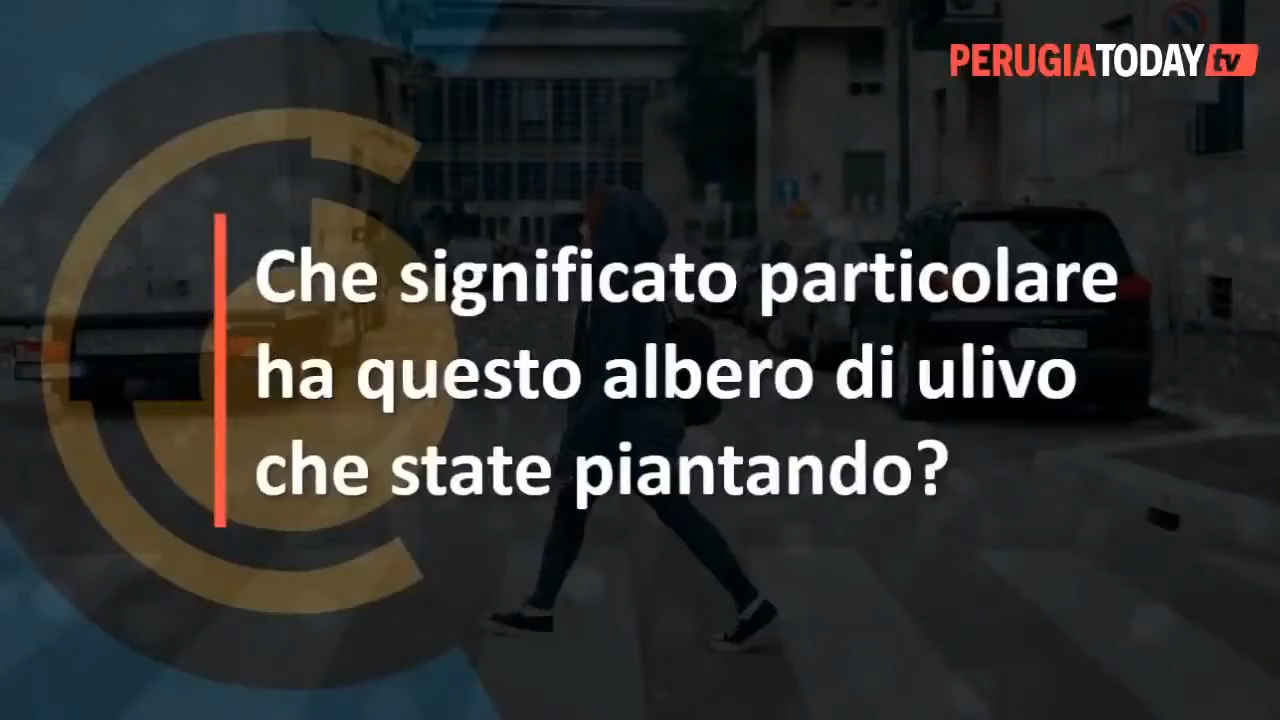 PERUGIATODAY tv
Che significato particolare
ha questo albero di ulivo
che state piantando?